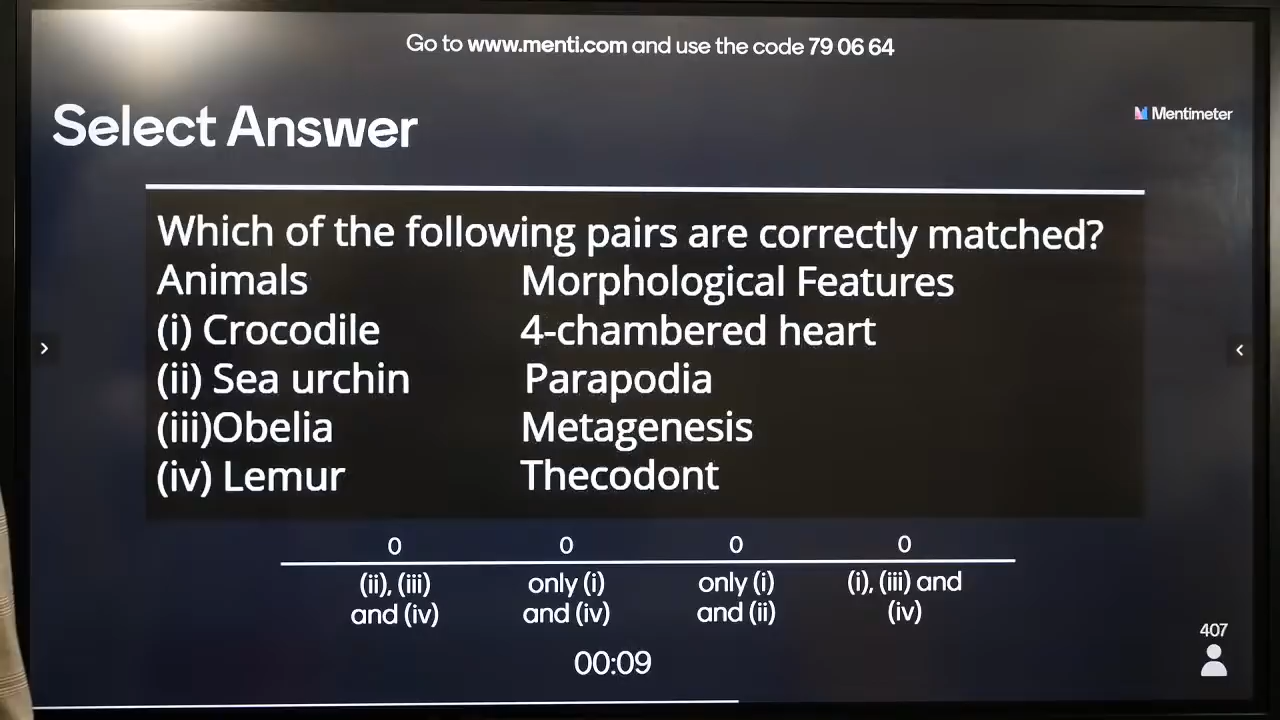 Go to www.menti.com and use the code 79 06 64
Select Answer
Mentimeter
Which of the following pairs are correctly matched?
Animals Morphological Features
(i) Crocodile 4-chambered heart
(ii) Sea urchin Parapodia
(iii)Obelia Metagenesis
(iv) Lemur Thecodont
0 0 0 0
(ii), (iii) only (i) only (i) (i), (iii) and
and (iv) and (iv) and (ii) (iv)
407
00:09